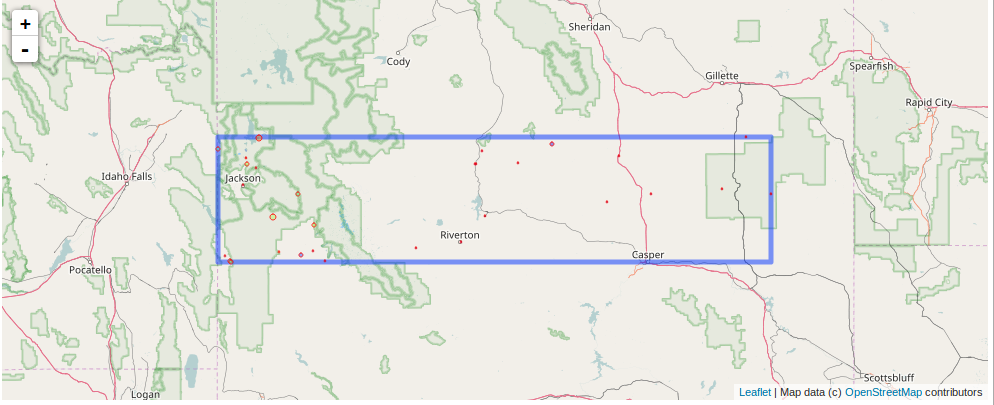 +
-
Sheridan
Cody
Gillette
Spearfish
Rapid City
Idaho Falls
Jackson
Riverton
Casper
Pocatello
Scottsbluff
Logan
Leaflet | Map data (c) OpenStreetMap contributors